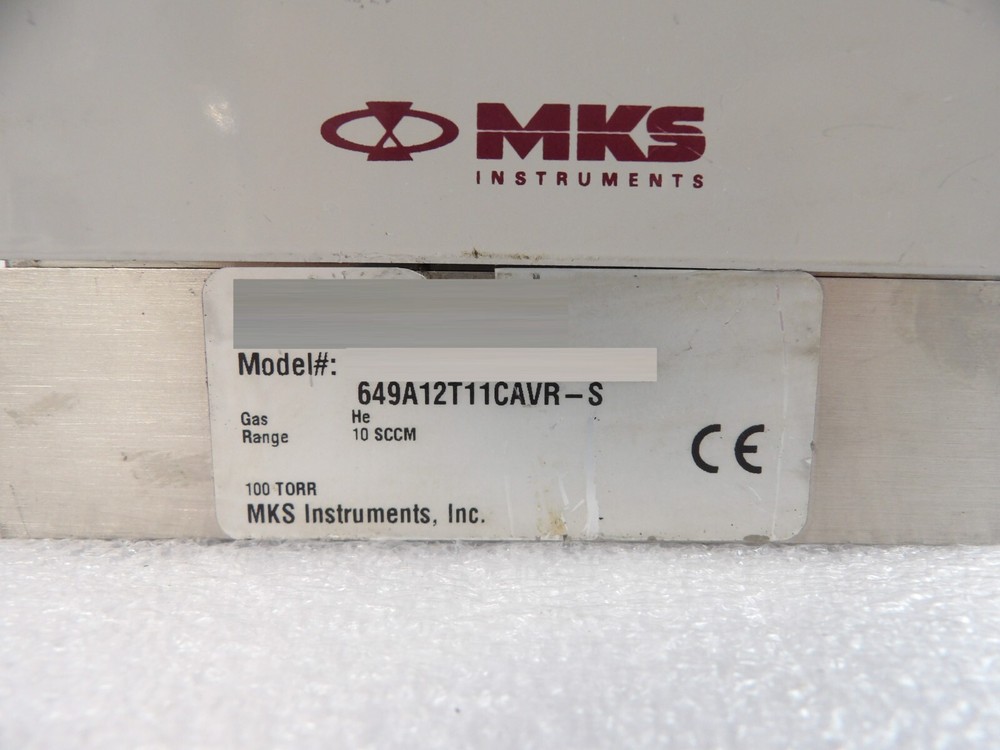 MKS
INSTRUMENTS
Model#:
649A12T11CAVR-S
Gas He
Range 10 SCCM
CE
100 TORR
MKS Instruments, Inc.